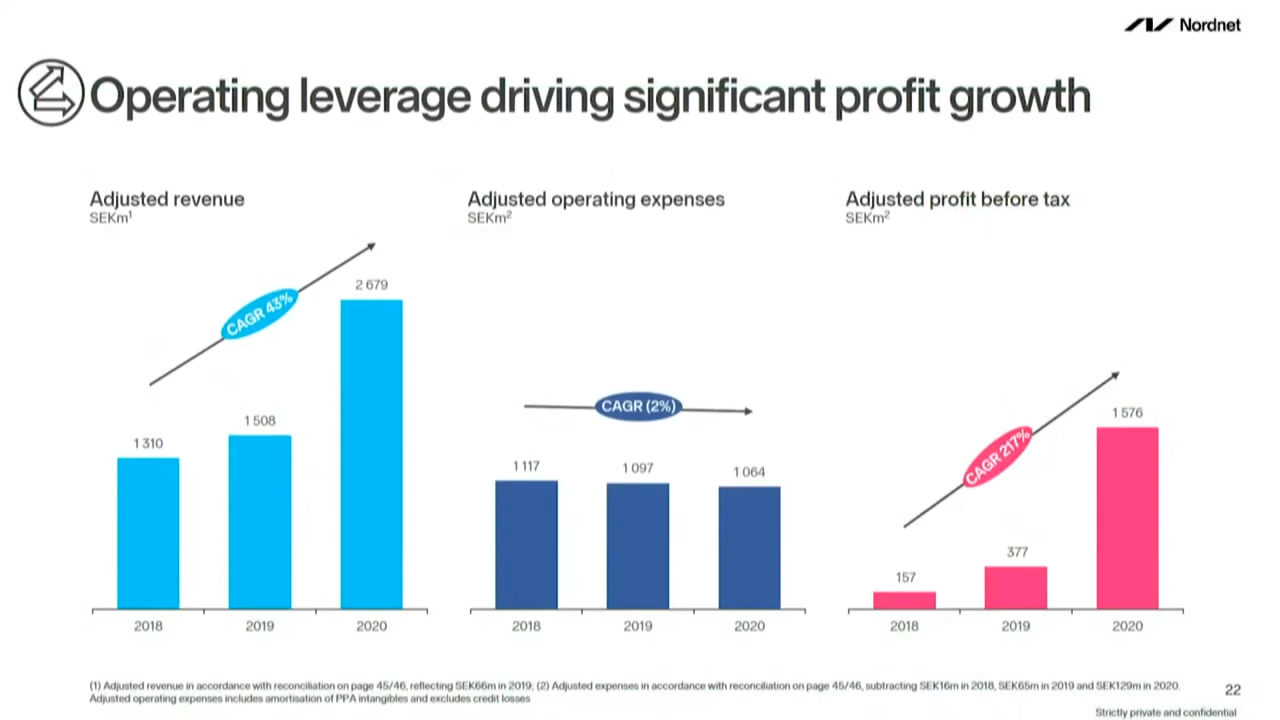 Nordnet
Operating leverage driving significant profit growth
Adjusted revenue
SEKm¹
CAGR 43%
2 679
1 508
1 310
2018 2019 2020
Adjusted operating expenses
SEKm²
CAGR (2%)
1 117
1 097
1 064
2018 2019 2020
Adjusted profit before tax
SEKm²
CAGR 217%
1 576
377
157
2018 2019 2020
(1) Adjusted revenue in accordance with reconciliation on page 45/46, reflecting SEK66m in 2019; (2) Adjusted expenses in accordance with reconciliation on page 45/46, subtracting SEK16m in 2018, SEK65m in 2019 and SEK129m in 2020.
Adjusted operating expenses includes amortisation of PPA intangibles and excludes credit losses
22
Strictly private and confidential